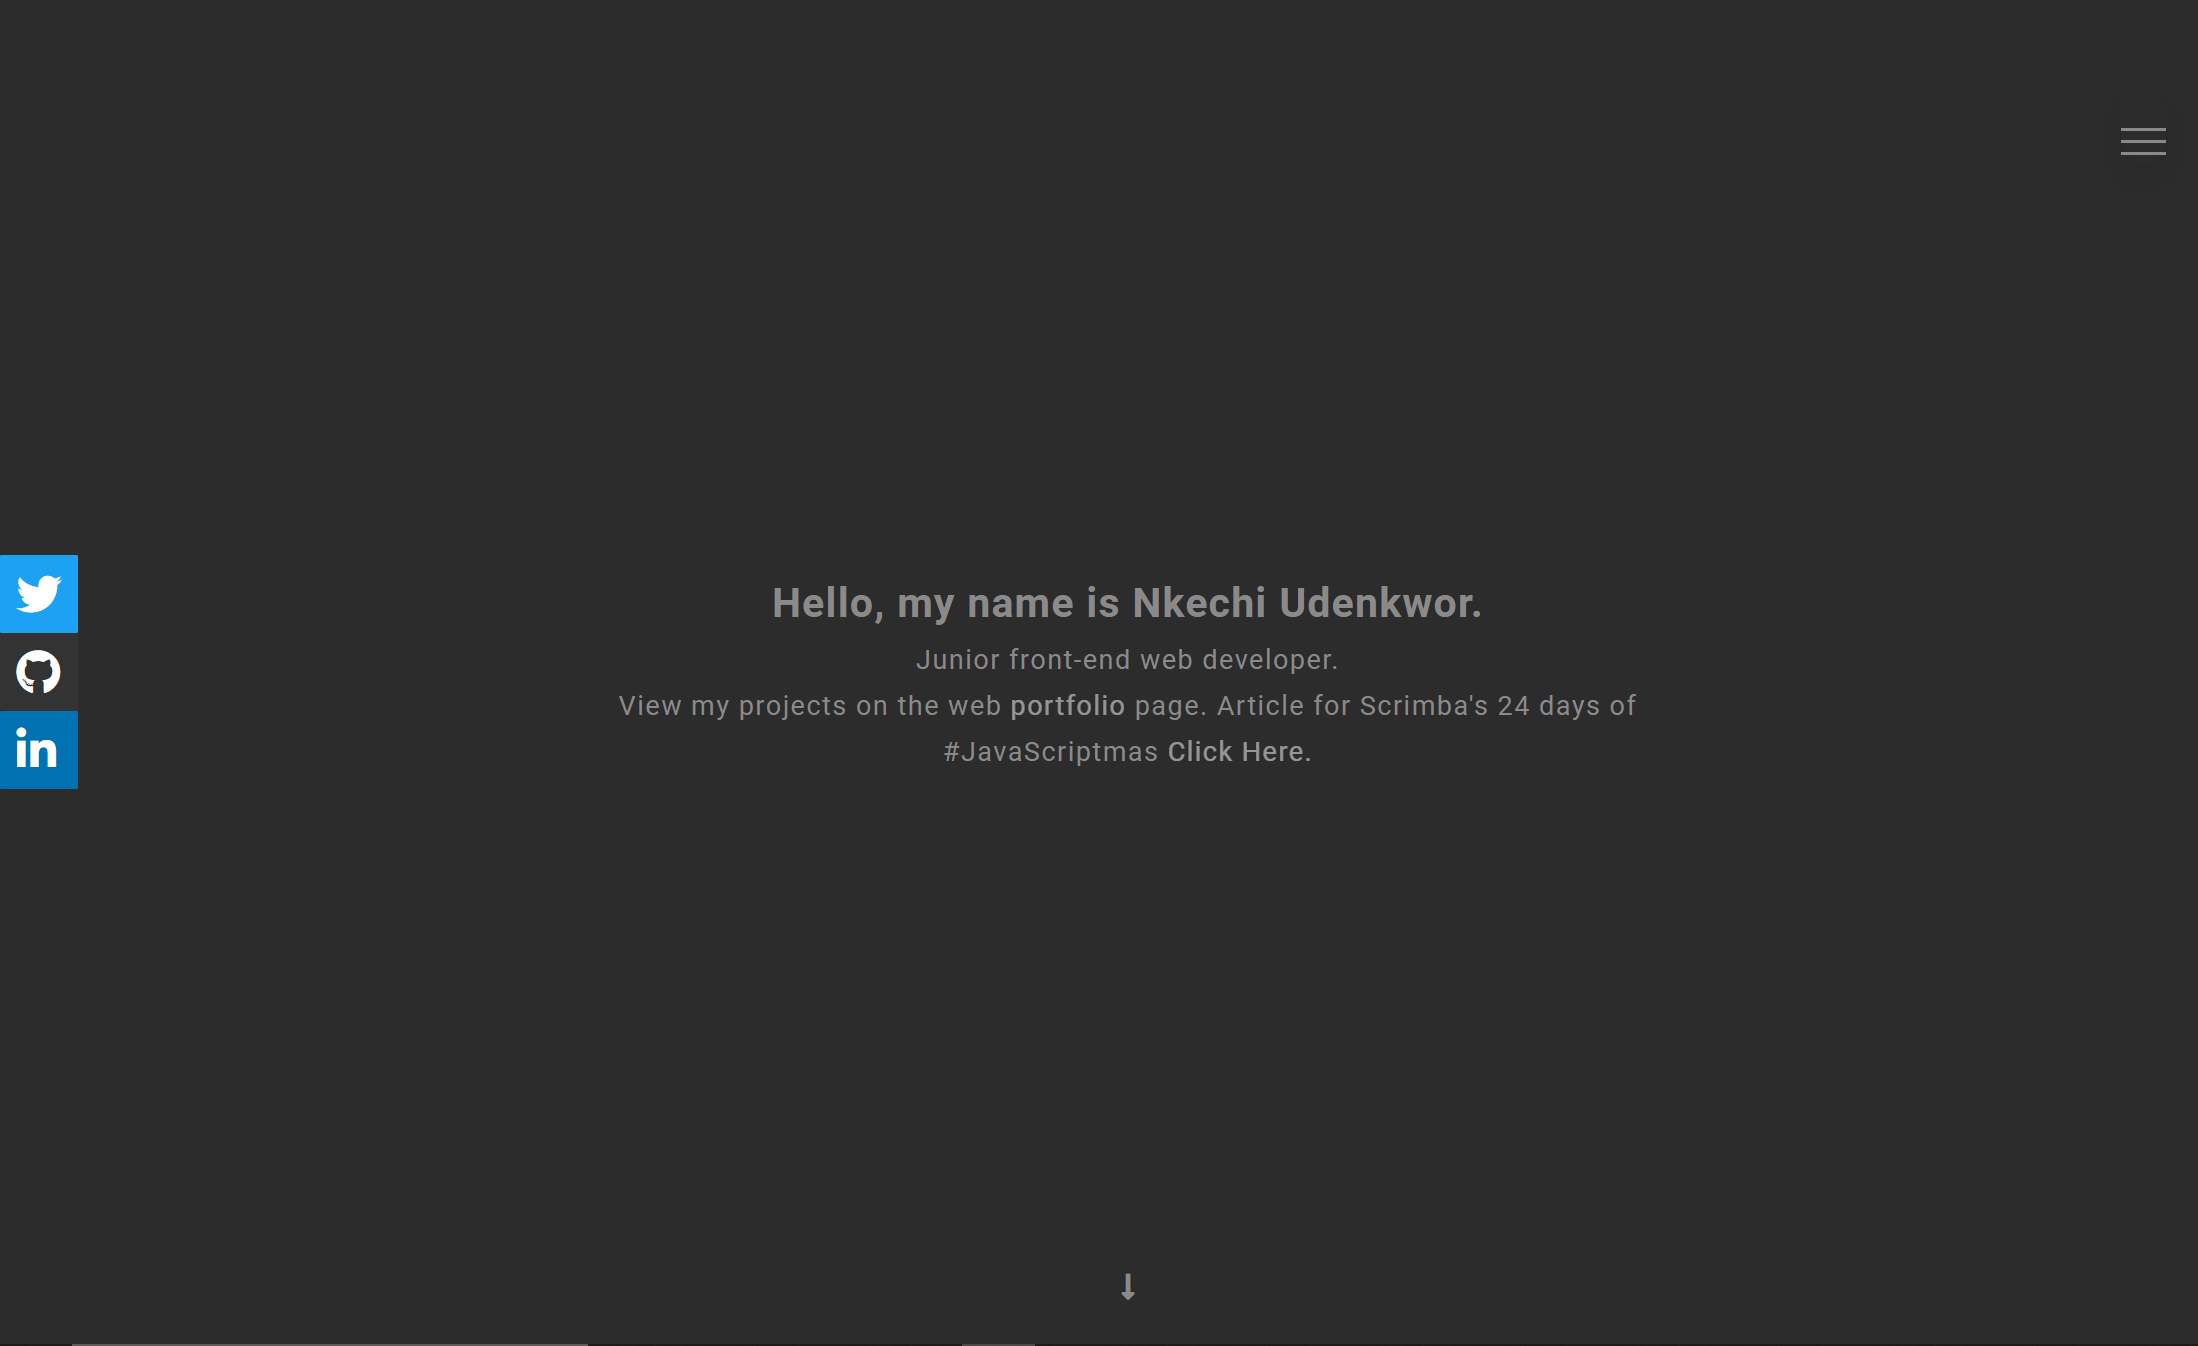 Hello, my name is Nkechi Udenkwor.
Junior front-end web developer.
View my projects on the web portfolio page. Article for Scrimba's 24 days of
#JavaScriptmas Click Here.
in